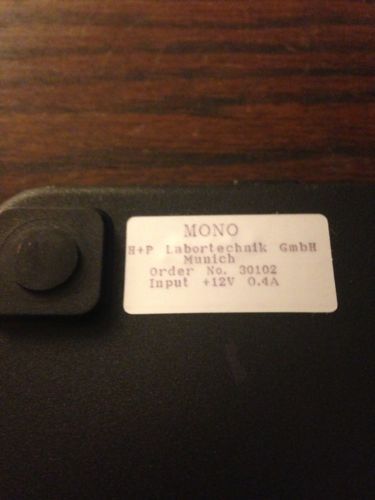 MONO
H+P Labortechnik GmbH
Munich
Order No. 30102
Input +12V 0.4A